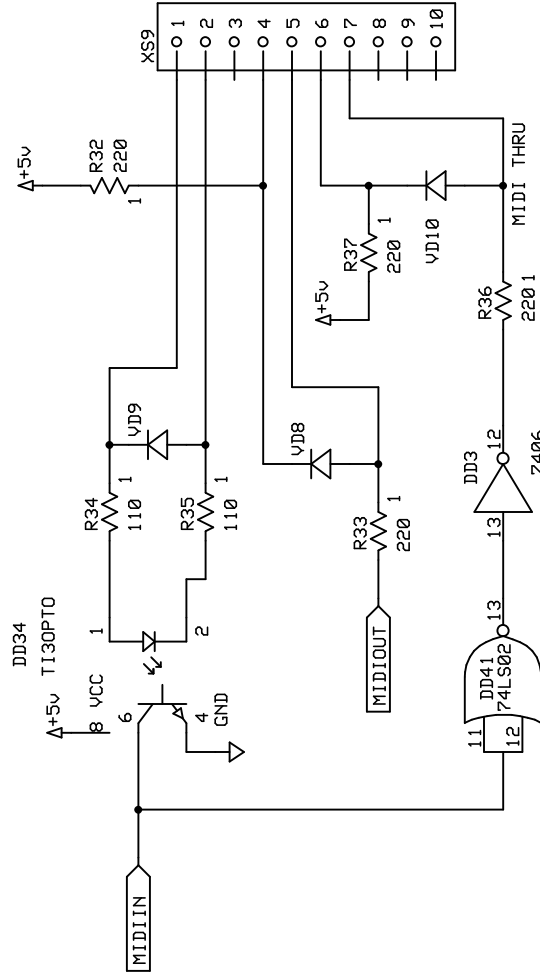 XS9
1
2
3
4
5
6
7
8
9
10
+5v
R32
220
1
VD9
R34
110
1
R35
110
1
DD34
TI3OPTO
+5v
8 VCC
1
2
6
4
GND
MIDIIN
VD8
R33
220
1
MIDIOUT
+5v
R37
220
1
VD10
MIDI THRU
R36
220
1
DD3
7406
13
12
DD41
74LS02
11
12
13